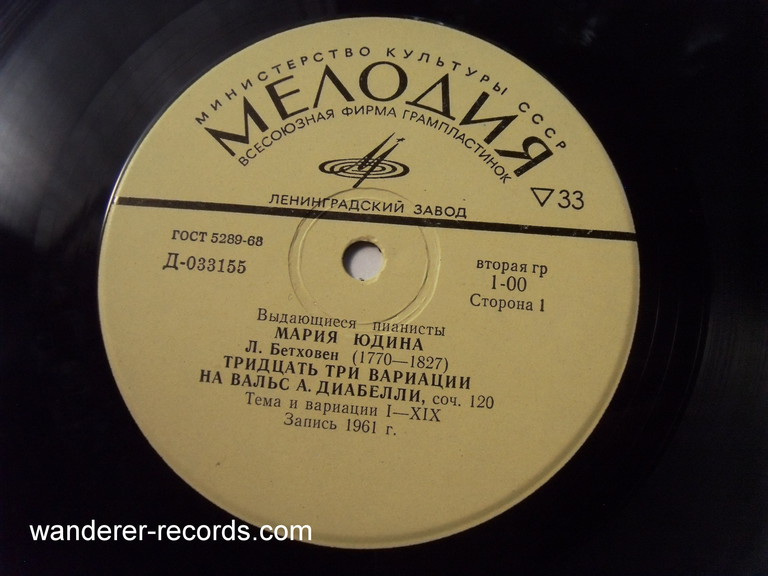 МИНИСТЕРСТВО КУЛЬТУРЫ СССР
МЕЛОДИЯ
ВСЕСОЮЗНАЯ ФИРМА ГРАМПЛАСТИНОК
ЛЕНИНГРАДСКИЙ ЗАВОД
▽33
ГОСТ 5289-68
Д-033155
вторая гр
1-00
Сторона 1
Выдающиеся пианисты
МАРИЯ ЮДИНА
Л. Бетховен (1770—1827)
ТРИДЦАТЬ ТРИ ВАРИАЦИИ
НА ВАЛЬС А. ДИАБЕЛЛИ, соч. 120
Тема и вариации I—XIX
Запись 1961 г.
wanderer-records.com